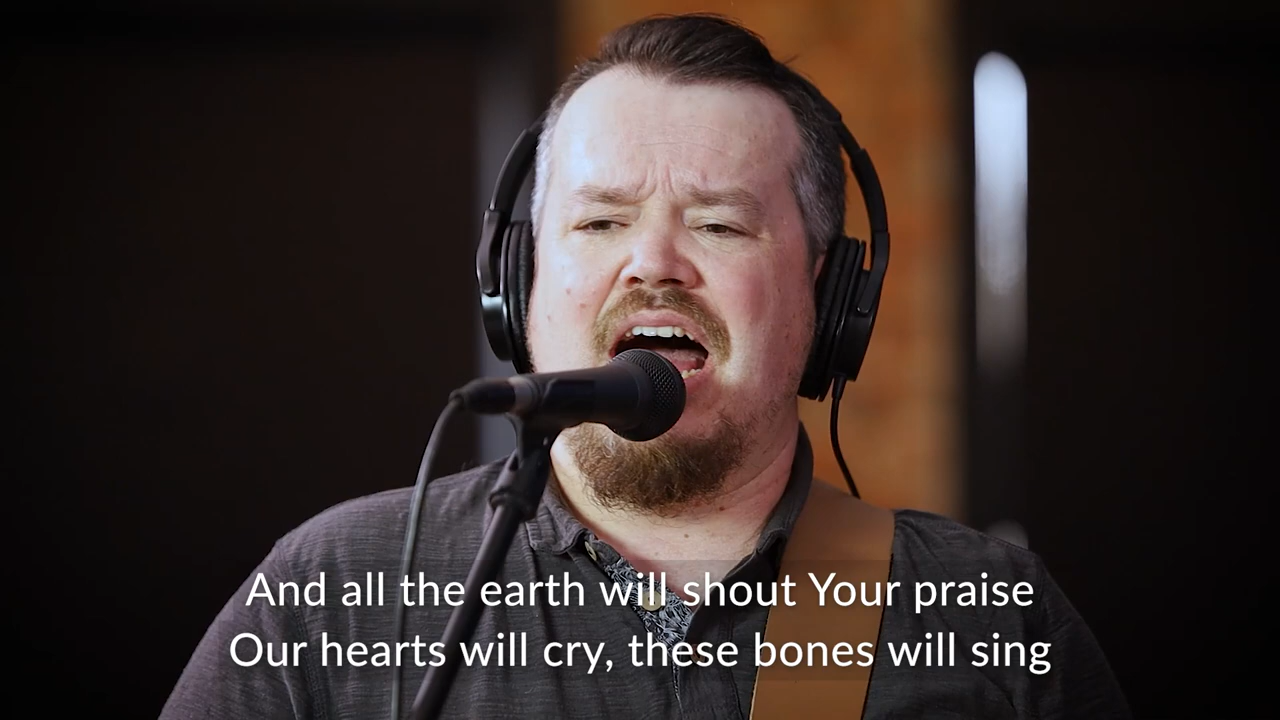 And all the earth will shout Your praise
Our hearts will cry, these bones will sing